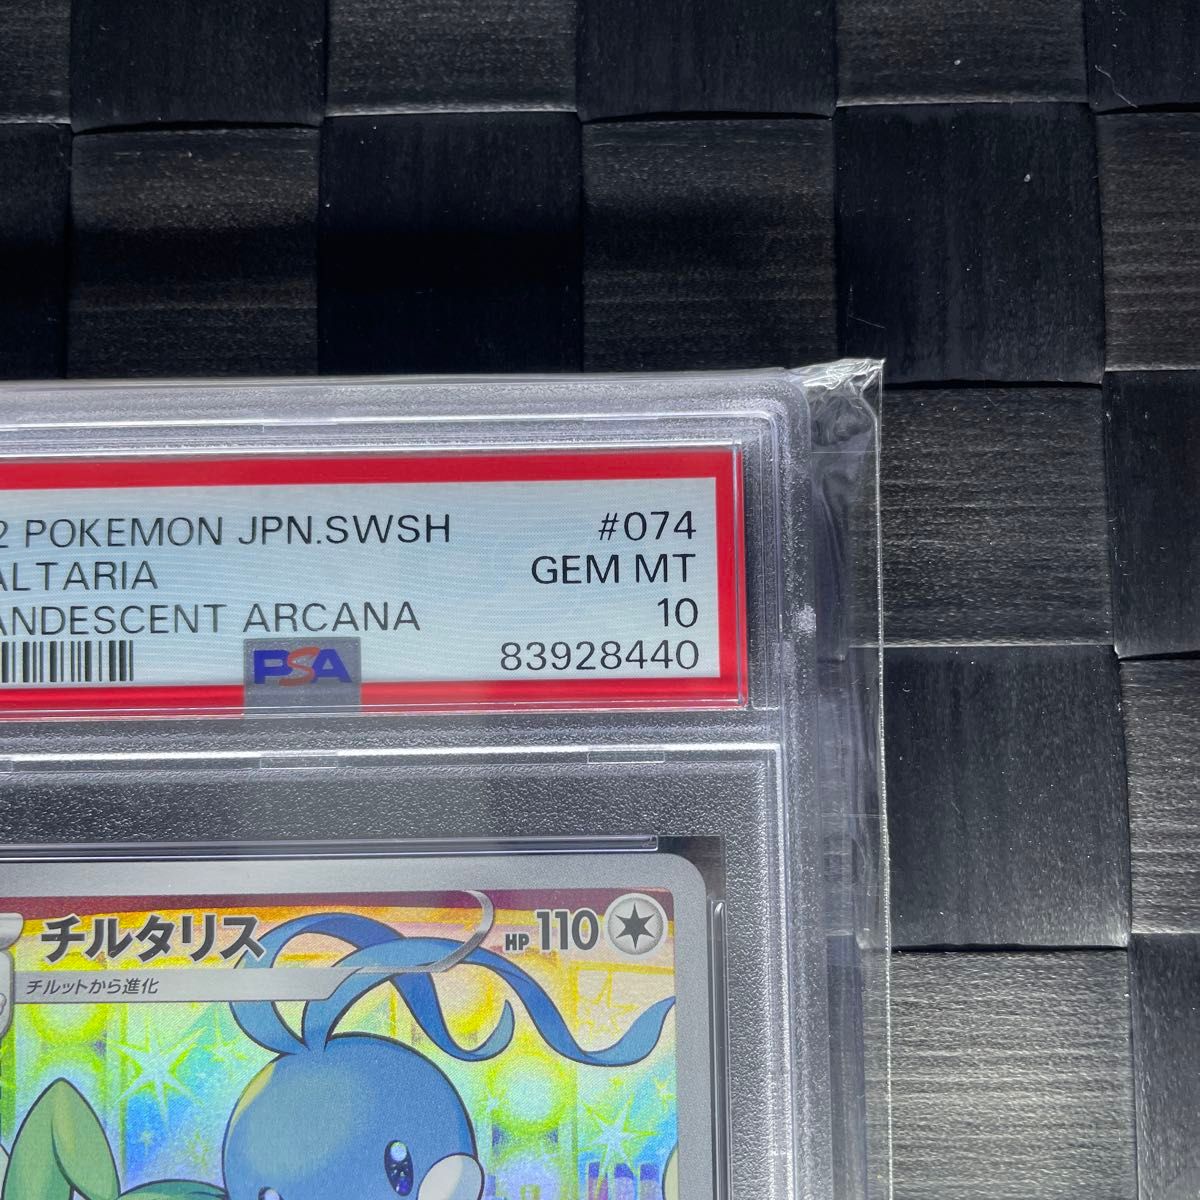 2 POKEMON JPN.SWSH #074
ALTARIA GEM MT
ANDESCENT ARCANA 10
PSA 83928440
チルタリス HP 110
チルットから進化